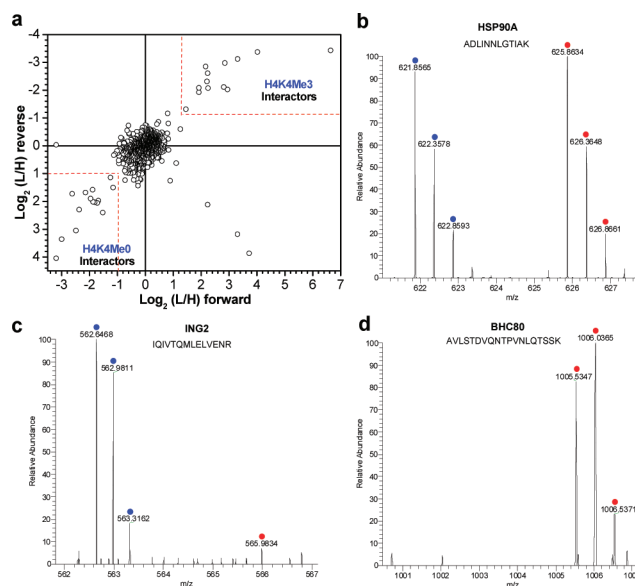 a
Log2 (L/H) reverse
-4
-3
-2
-1
0
1
2
3
4
H4K4Me3
Interactors
H4K4Me0
Interactors
-3 -2 -1 0 1 2 3 4 5 6 7
Log2 (L/H) forward
b
HSP90A
ADLINNLGTIAK
Relative Abundance
100
90
80
70
60
50
40
30
20
10
0
621.8565
622.3578
622.8593
625.8634
626.3648
626.8661
622 623 624 625 626 627
m/z
c
ING2
IQIVTQMLELVENR
Relative Abundance
100
90
80
70
60
50
40
30
20
10
0
562.6468
562.9811
563.3162
565.9834
562 563 564 565 566 567
m/z
d
BHC80
AVLSTDVQNTPVNLQTSSK
Relative Abundance
100
90
80
70
60
50
40
30
20
10
0
1005.5347
1006.0365
1006.5371
1001 1002 1003 1004 1005 1006
m/z